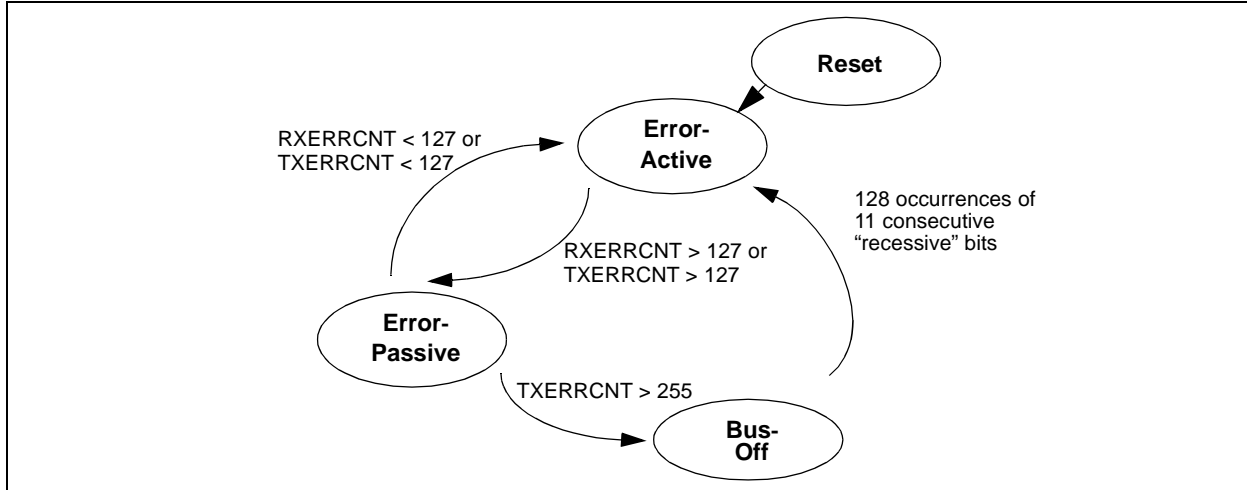 Reset
Error-
Active
RXERRCNT < 127 or
TXERRCNT < 127
128 occurrences of
11 consecutive
“recessive” bits
RXERRCNT > 127 or
TXERRCNT > 127
Error-
Passive
TXERRCNT > 255
Bus-
Off